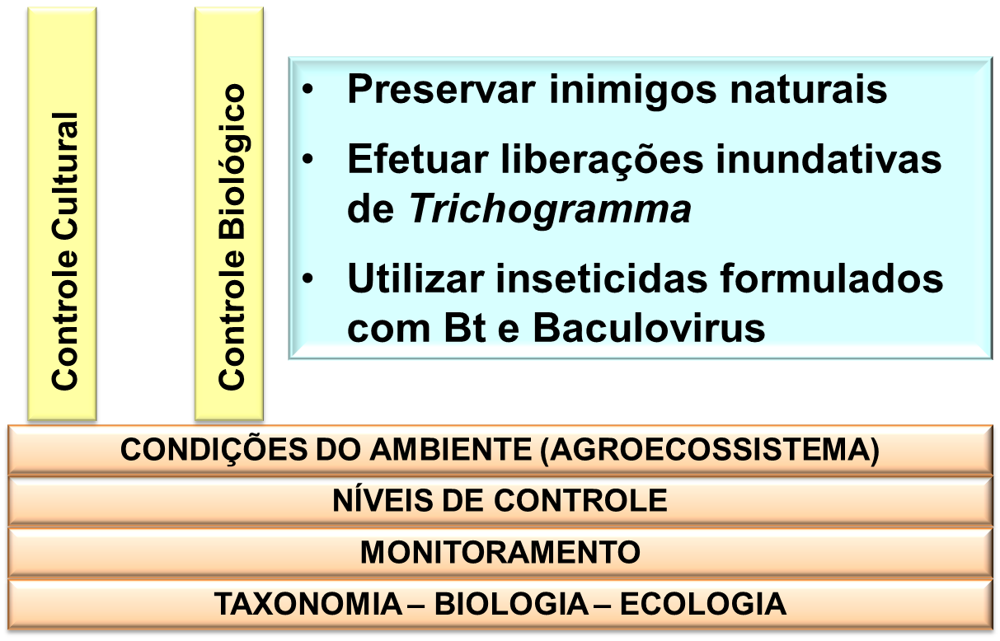 Controle Cultural
Controle Biológico
• Preservar inimigos naturais
• Efetuar liberações inundativas
de Trichogramma
• Utilizar inseticidas formulados
com Bt e Baculovirus
CONDIÇÕES DO AMBIENTE (AGROECOSSISTEMA)
NÍVEIS DE CONTROLE
MONITORAMENTO
TAXONOMIA – BIOLOGIA – ECOLOGIA